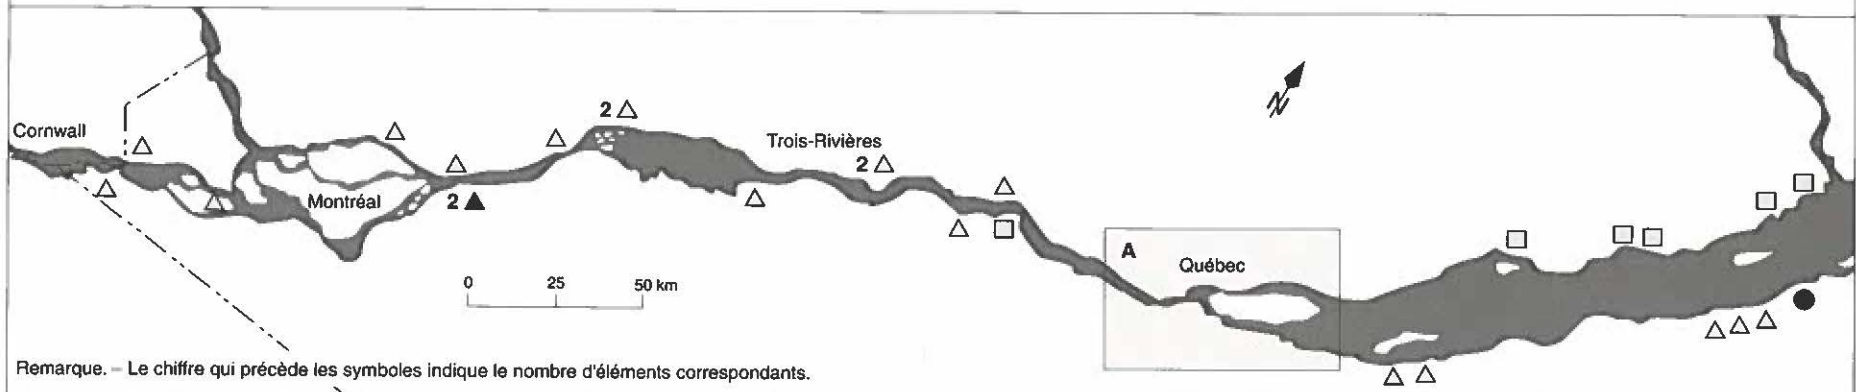 Cornwall
Montréal
2
2
Trois-Rivières
2
N
A
Québec
0 25 50 km
Remarque. – Le chiffre qui précède les symboles indique le nombre d'éléments correspondants.